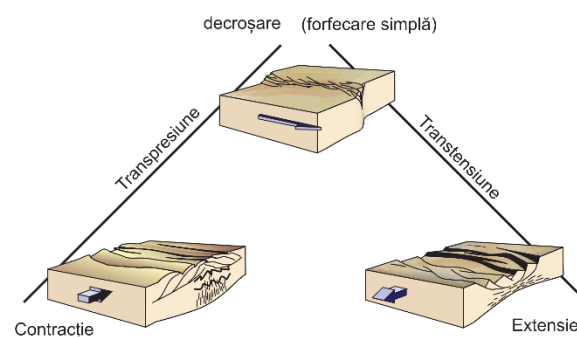 decroșare (forfecare simplă)
Transpresiune
Transtensiune
Contracție
Extensie